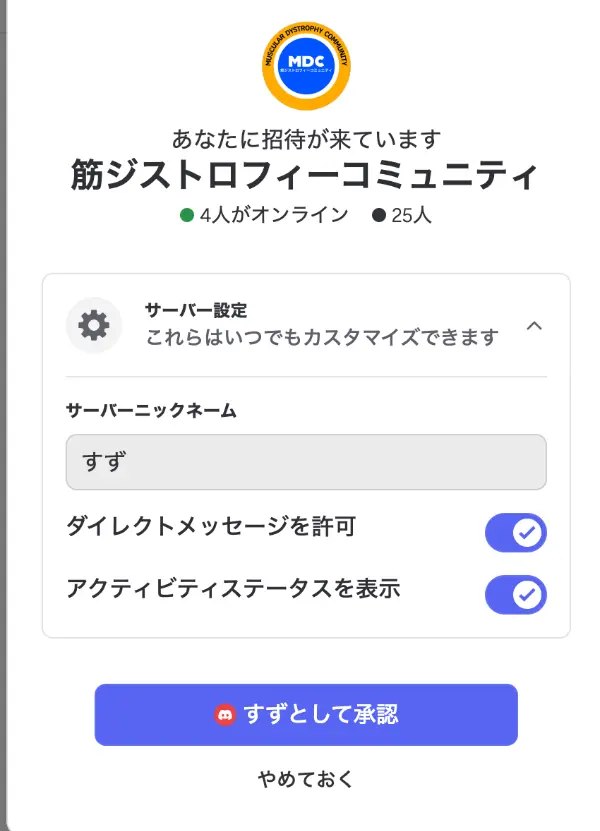 MUSCULAR DYSTROPHY COMMUNITY
MDC
筋ジストロフィーコミュニティ
あなたに招待が来ています
筋ジストロフィーコミュニティ
4人がオンライン 25人
サーバー設定
これらはいつでもカスタマイズできます
サーバーニックネーム
すず
ダイレクトメッセージを許可
アクティビティステータスを表示
すずとして承認
やめておく